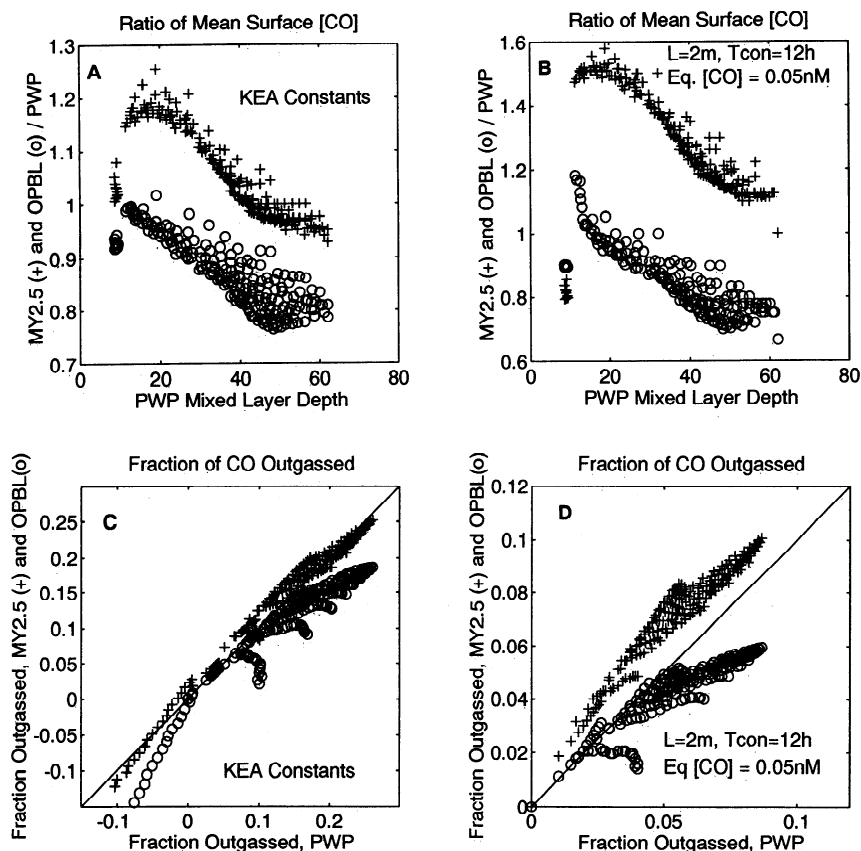 Ratio of Mean Surface [CO]
A
KEA Constants
MY2.5 (+) and OPBL (o) / PWP
1.3
1.2
1.1
1
0.9
0.8
0.7
0 20 40 60 80
PWP Mixed Layer Depth
Ratio of Mean Surface [CO]
B
L=2m, Tcon=12h
Eq. [CO] = 0.05nM
MY2.5 (+) and OPBL (o) / PWP
1.6
1.4
1.2
1
0.8
0.6
0 20 40 60 80
PWP Mixed Layer Depth
Fraction of CO Outgassed
C
KEA Constants
Fraction Outgassed, MY2.5 (+) and OPBL(o)
0.25
0.2
0.15
0.1
0.05
0
-0.05
-0.1
-0.1 0 0.1 0.2
Fraction Outgassed, PWP
Fraction of CO Outgassed
D
L=2m, Tcon=12h
Eq [CO] = 0.05nM
Fraction Outgassed, MY2.5 (+) and OPBL(o)
0.12
0.1
0.08
0.06
0.04
0.02
0
0 0.05 0.1
Fraction Outgassed, PWP